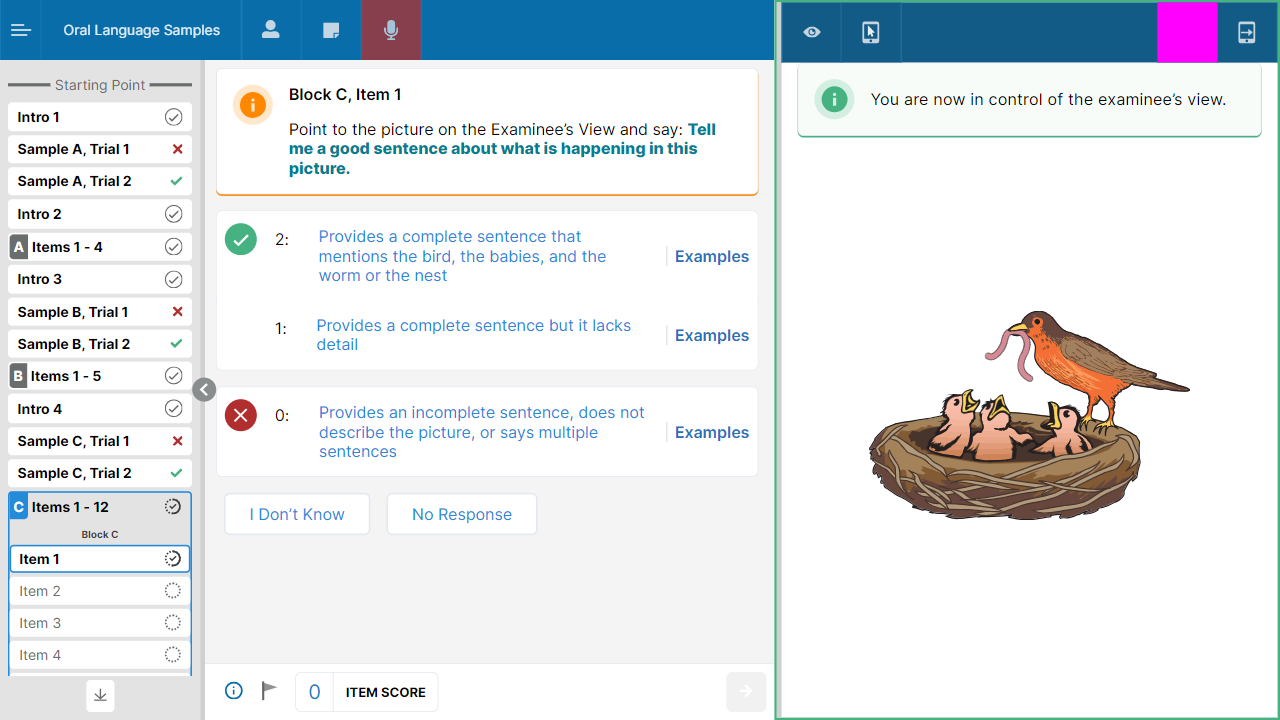 Oral Language Samples
Starting Point
Intro 1
Sample A, Trial 1
Sample A, Trial 2
Intro 2
A Items 1 - 4
Intro 3
Sample B, Trial 1
Sample B, Trial 2
B Items 1 - 5
Intro 4
Sample C, Trial 1
Sample C, Trial 2
C Items 1 - 12
Block C
Item 1
Item 2
Item 3
Item 4
Block C, Item 1
Point to the picture on the Examinee’s View and say: Tell
me a good sentence about what is happening in this
picture.
2: Provides a complete sentence that
mentions the bird, the babies, and the
worm or the nest
Examples
1: Provides a complete sentence but it lacks
detail
Examples
0: Provides an incomplete sentence, does not
describe the picture, or says multiple
sentences
Examples
I Don’t Know
No Response
0 ITEM SCORE
You are now in control of the examinee’s view.